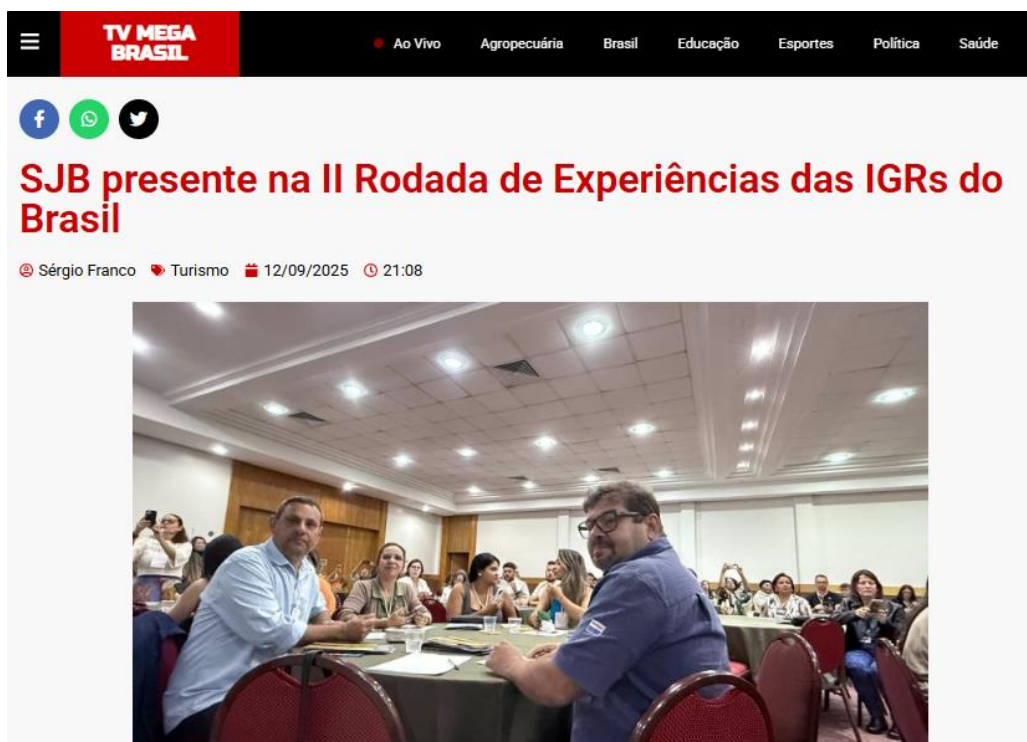 TV MEGA
BRASIL
Ao Vivo Agropecuária Brasil Educação Esportes Política Saúde
SJB presente na II Rodada de Experiências das IGRs do
Brasil
Sérgio Franco Turismo 12/09/2025 21:08